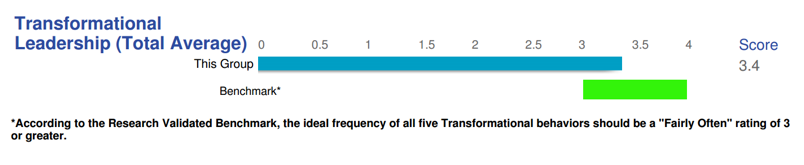 Transformational
Leadership (Total Average) 0 0.5 1 1.5 2 2.5 3 3.5 4 Score
This Group 3.4
Benchmark*
*According to the Research Validated Benchmark, the ideal frequency of all five Transformational behaviors should be a "Fairly Often" rating of 3
or greater.